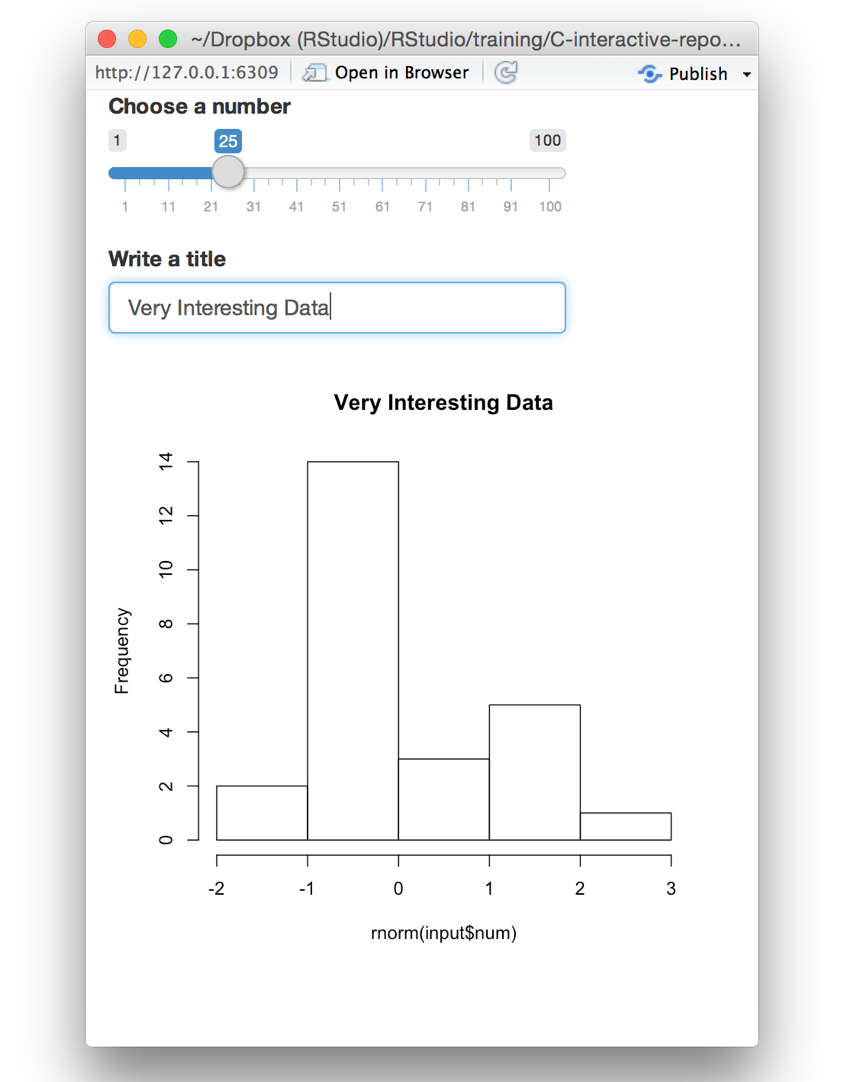 ~/Dropbox (RStudio)/RStudio/training/C-interactive-repo...
http://127.0.0.1:6309 Open in Browser Publish
Choose a number
1 25 100
1 11 21 31 41 51 61 71 81 91 100
Write a title
Very Interesting Data
Very Interesting Data
14
12
10
8
6
4
2
0
Frequency
-2 -1 0 1 2 3
rnorm(input$num)